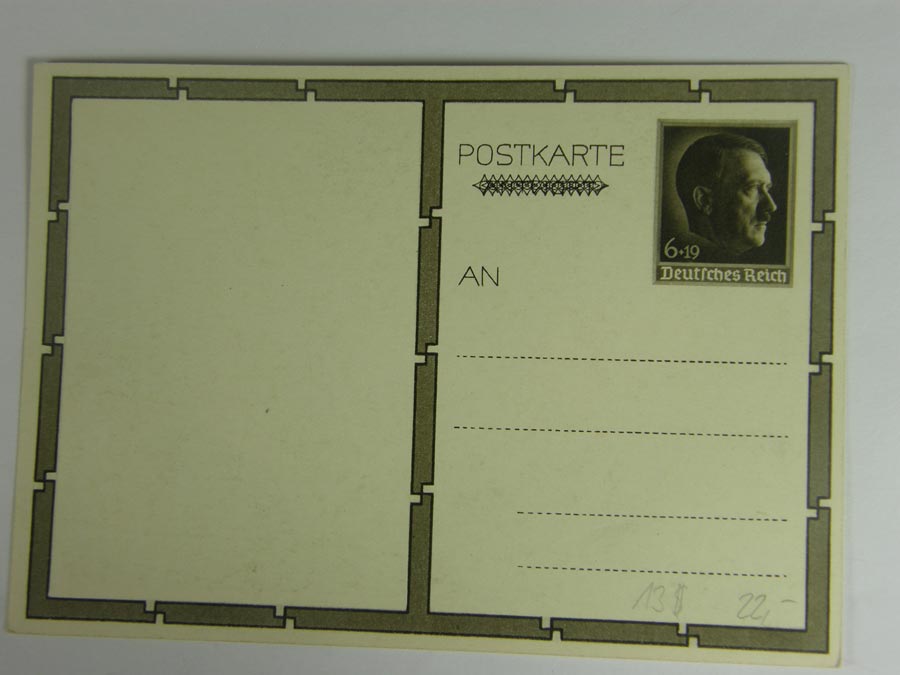 POSTKARTE
AN
6+19
Deutsches Reich
13 $
22,-